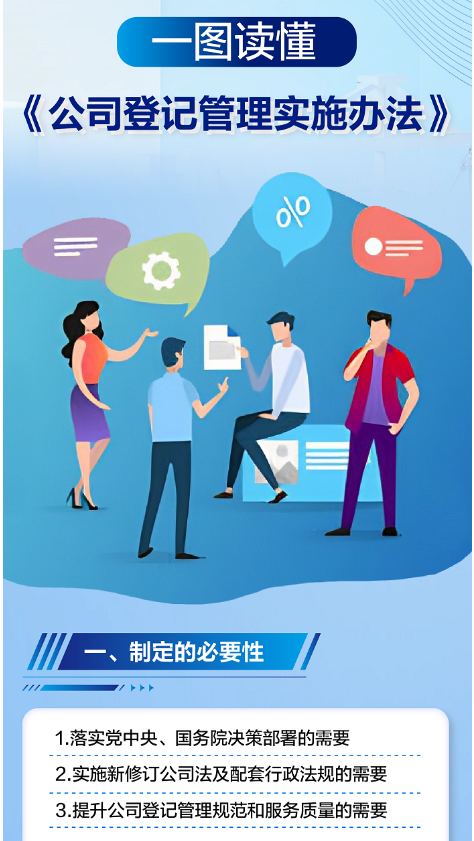 一图读懂
《公司登记管理实施办法》
%
一、制定的必要性
1.落实党中央、国务院决策部署的需要
2.实施新修订公司法及配套行政法规的需要
3.提升公司登记管理规范和服务质量的需要